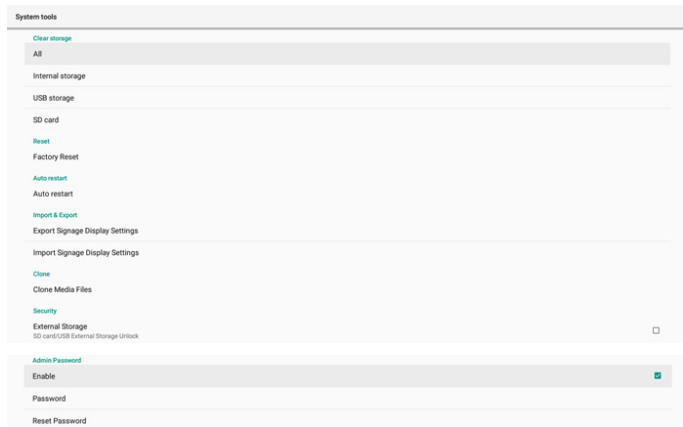 System tools
Clear storage
All
Internal storage
USB storage
SD card
Reset
Factory Reset
Auto restart
Auto restart
Import & Export
Export Signage Display Settings
Import Signage Display Settings
Clone
Clone Media Files
Security
External Storage
SD card/USB External Storage Unlock
Admin Password
Enable
Password
Reset Password